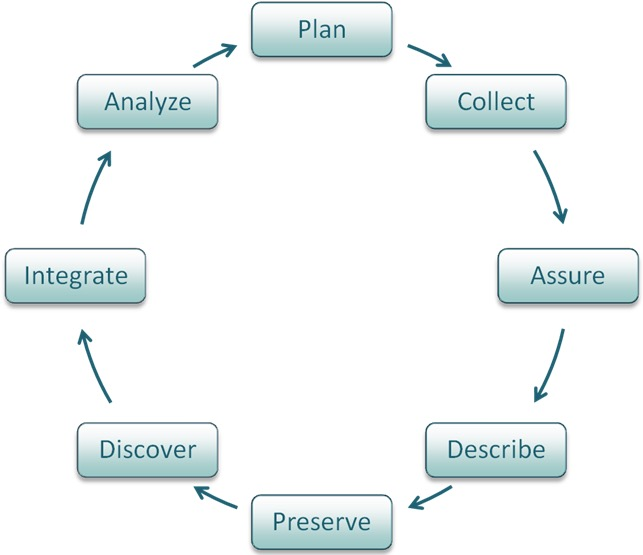 Plan
Collect
Assure
Describe
Preserve
Discover
Integrate
Analyze